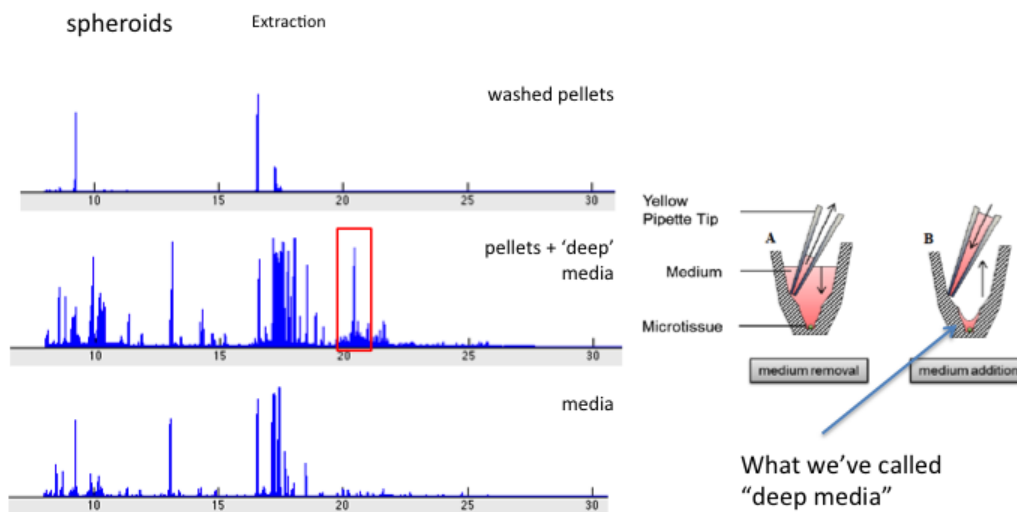 spheroids
Extraction
washed pellets
10
15
20
25
30
pellets + ‘deep’
media
10
15
20
25
30
media
10
15
20
25
30
Yellow
Pipette Tip
Medium
Microtissue
A
B
medium removal
medium addition
What we’ve called
“deep media”